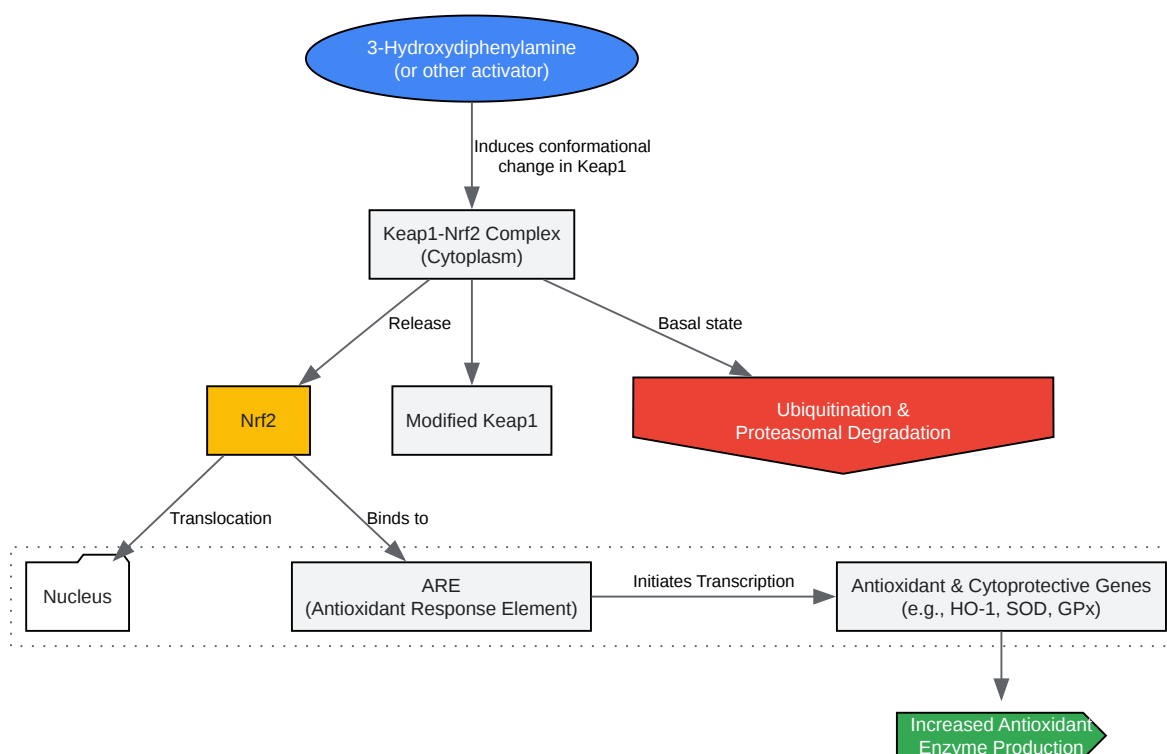 3-Hydroxydiphenylamine
(or other activator)
Induces conformational
change in Keap1
Keap1-Nrf2 Complex
(Cytoplasm)
Release
Basal state
Nrf2
Modified Keap1
Ubiquitination &
Proteasomal Degradation
Translocation
Binds to
Nucleus
ARE
(Antioxidant Response Element)
Initiates Transcription
Antioxidant & Cytoprotective Genes
(e.g., HO-1, SOD, GPx)
Increased Antioxidant
Enzyme Production